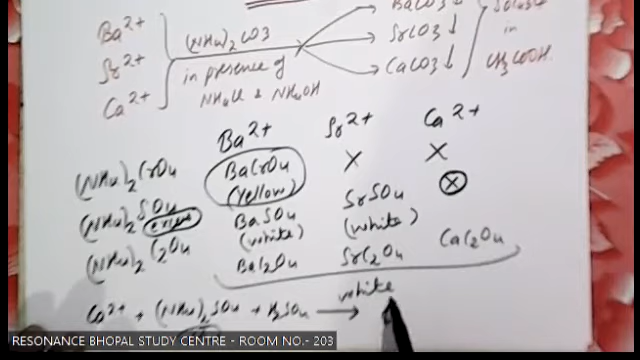 BaCO3↓ soluble
Ba2+ (NH4)2CO3
Sr2+ in presence of SrCO3↓ in
Ca2+ NH4Cl & NH4OH CaCO3↓ CH3COOH.
Ba2+ Sr2+ Ca2+
(NH4)2CrO4 BaCrO4 X X
(Yellow)
(NH4)2SO4 BaSO4 SrSO4 X
(excess) (white) (white)
(NH4)2C2O4 BaC2O4 SrC2O4 CaC2O4
white
Ca2+ + (NH4)2SO4 + H2SO4 →
RESONANCE BHOPAL STUDY CENTRE - ROOM NO.- 203